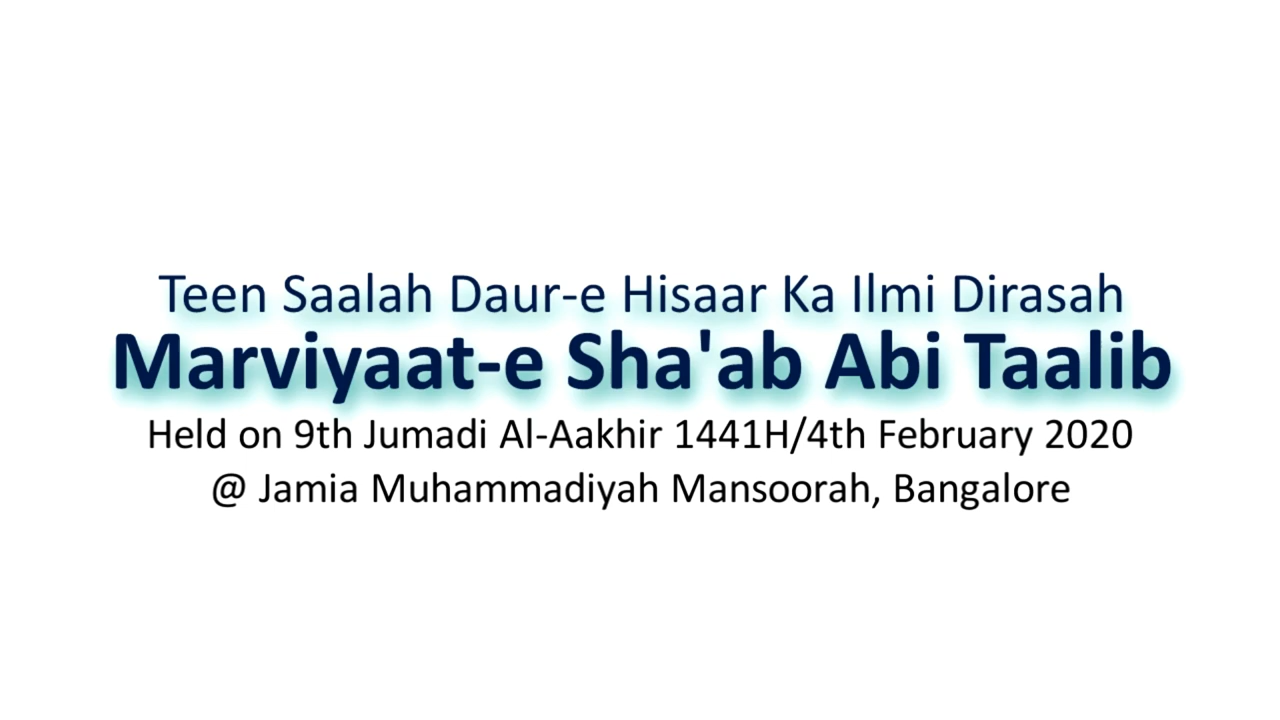 Teen Saalah Daur-e Hisaar Ka Ilmi Dirasah
Marviyaat-e Sha'ab Abi Taalib
Held on 9th Jumadi Al-Aakhir 1441H/4th February 2020
@ Jamia Muhammadiyah Mansoorah, Bangalore